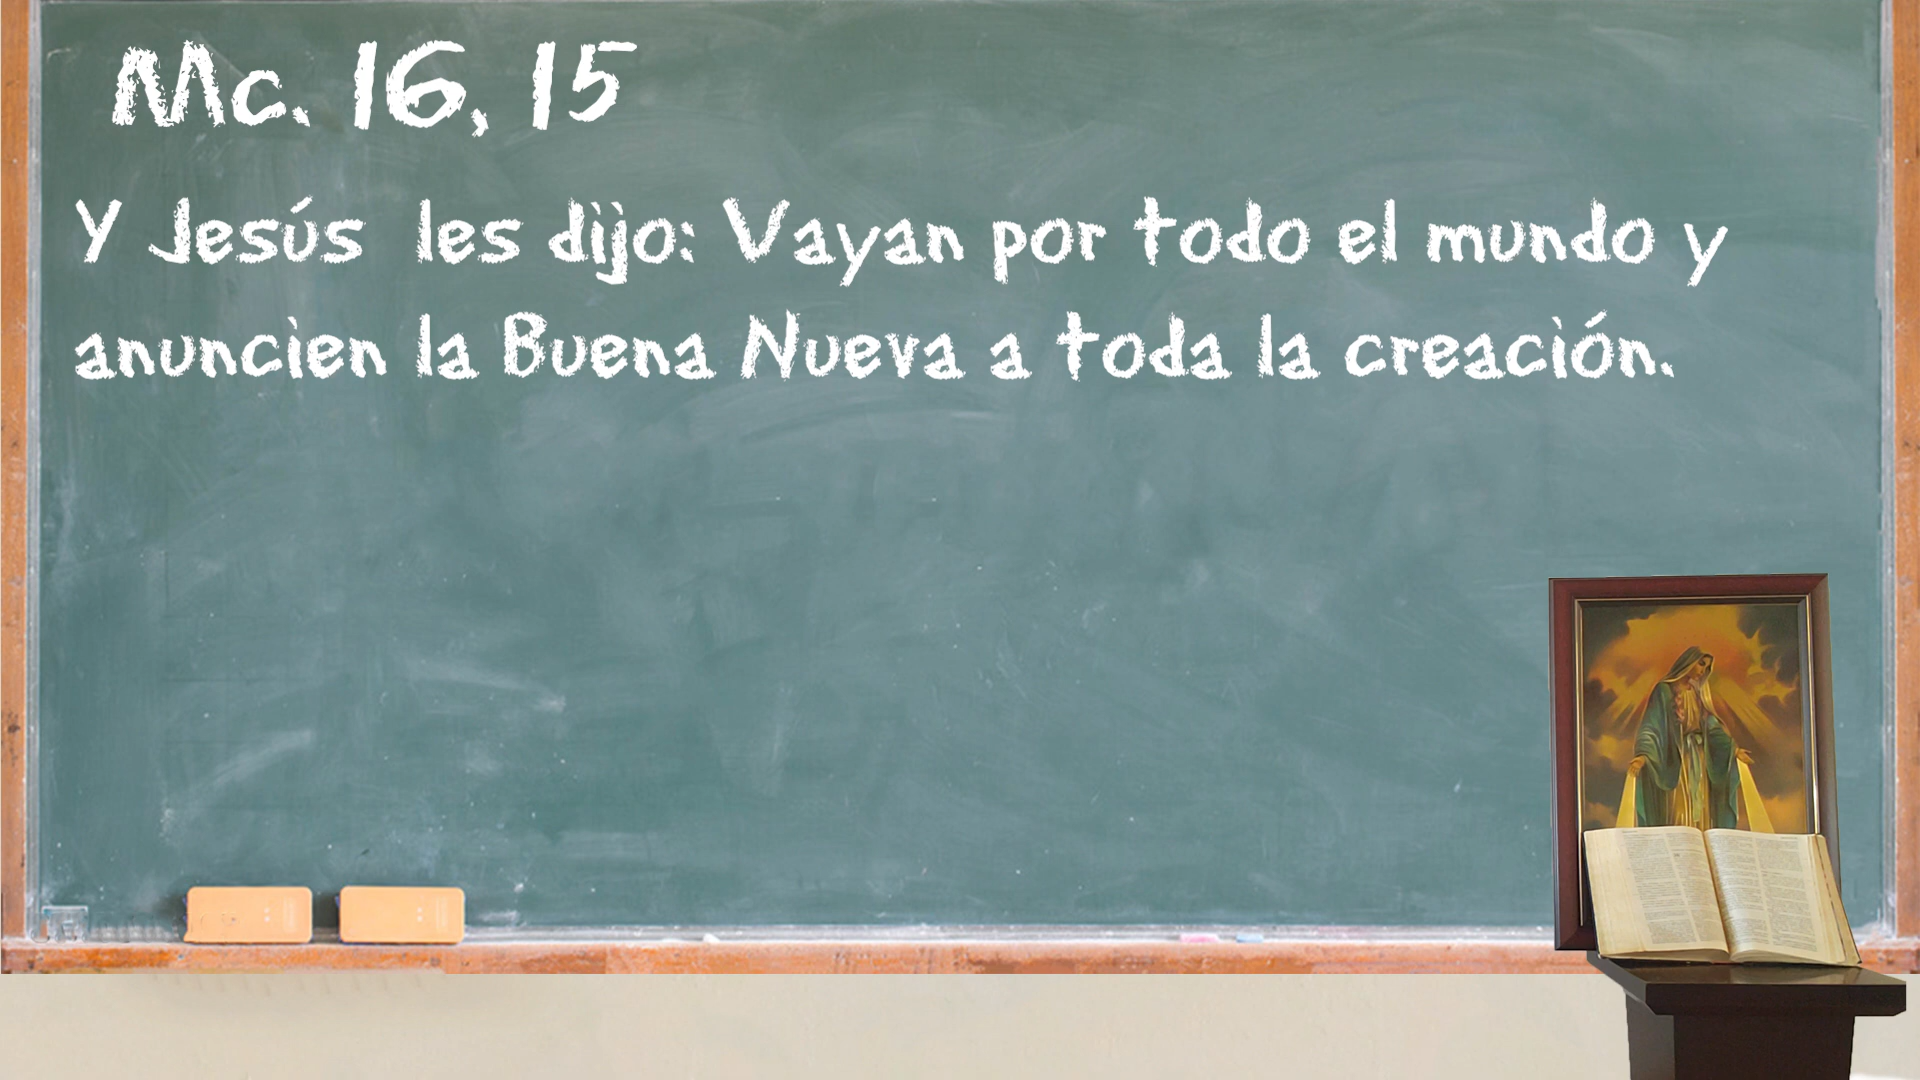 Mc. 16, 15
Y Jesús les dijo: Vayan por todo el mundo y
anuncien la Buena Nueva a toda la creación.